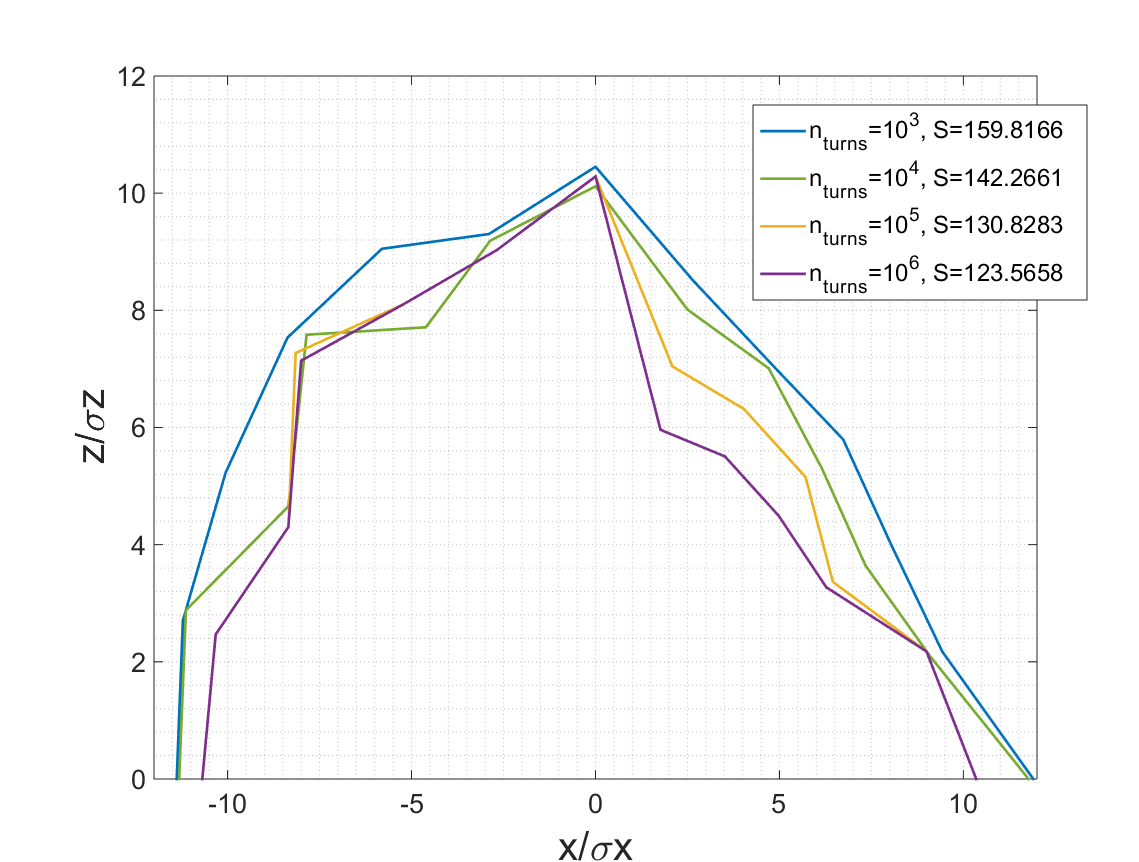 12
10
8
6
4
2
0
z/σz
n_turns=10^3, S=159.8166
n_turns=10^4, S=142.2661
n_turns=10^5, S=130.8283
n_turns=10^6, S=123.5658
-10 -5 0 5 10
x/σx